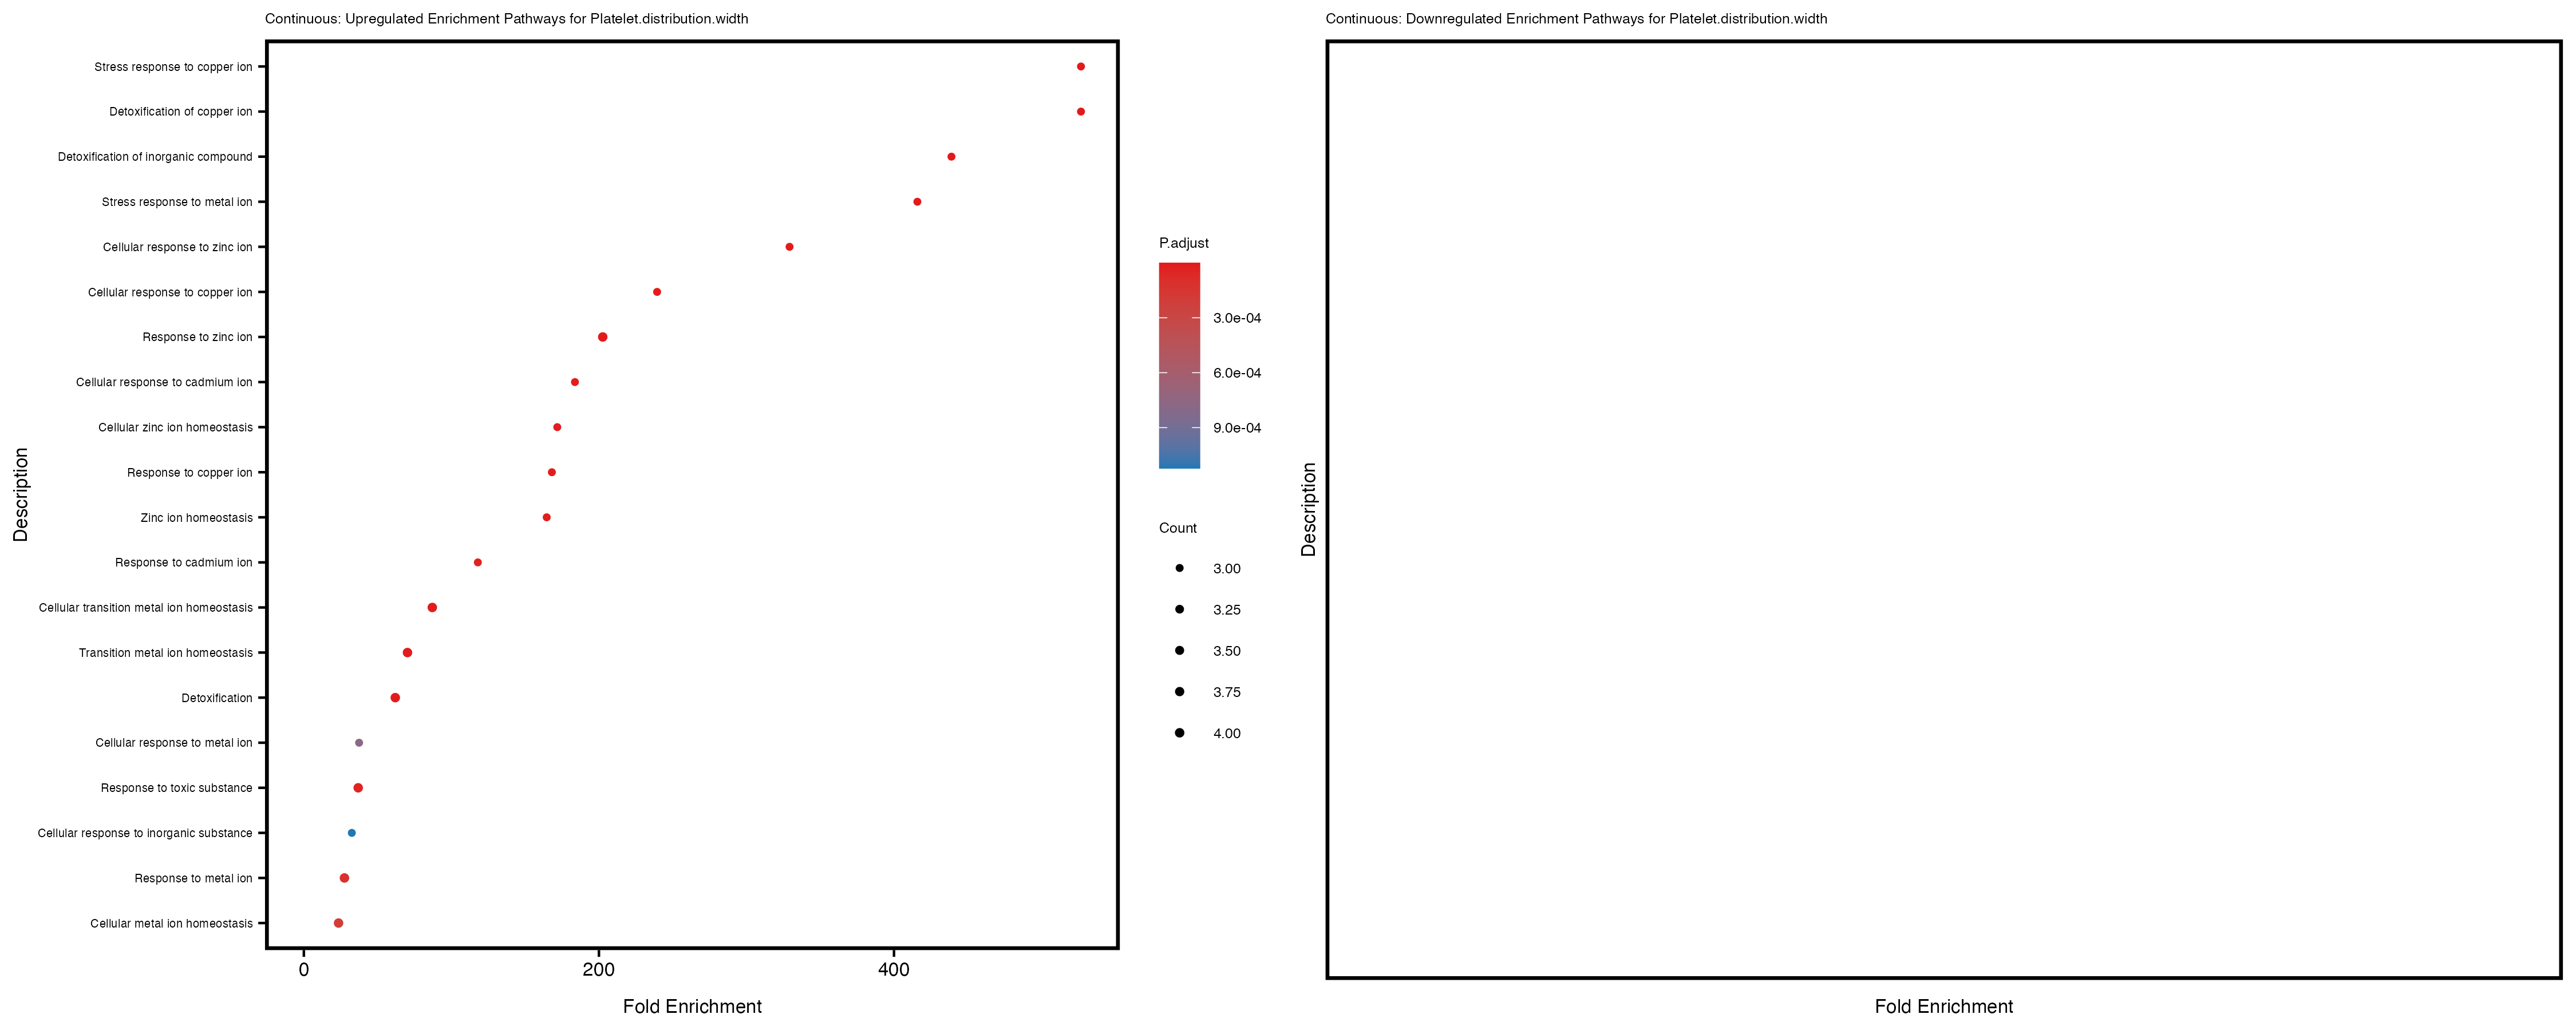 Continuous: Upregulated Enrichment Pathways for Platelet.distribution.width
Description
Stress response to copper ion
Detoxification of copper ion
Detoxification of inorganic compound
Stress response to metal ion
Cellular response to zinc ion
Cellular response to copper ion
Response to zinc ion
Cellular response to cadmium ion
Cellular zinc ion homeostasis
Response to copper ion
Zinc ion homeostasis
Response to cadmium ion
Cellular transition metal ion homeostasis
Transition metal ion homeostasis
Detoxification
Cellular response to metal ion
Response to toxic substance
Cellular response to inorganic substance
Response to metal ion
Cellular metal ion homeostasis
0
200
400
Fold Enrichment
P.adjust
3.0e-04
6.0e-04
9.0e-04
Count
3.00
3.25
3.50
3.75
4.00
Continuous: Downregulated Enrichment Pathways for Platelet.distribution.width
Description
Fold Enrichment